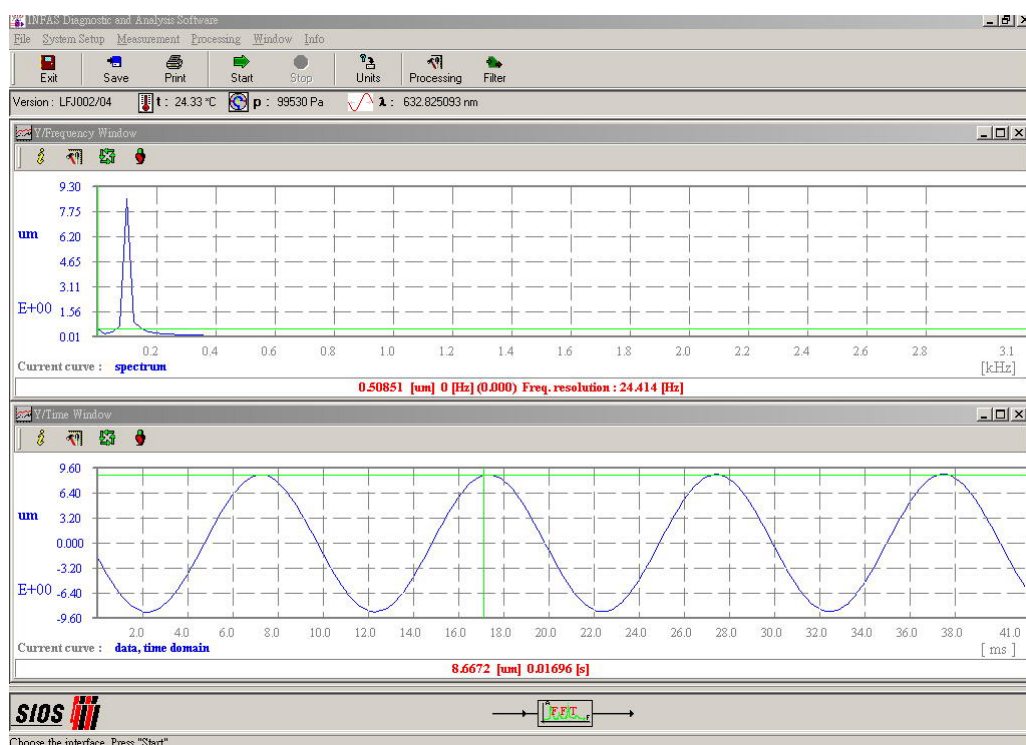 INFAS Diagnostic and Analysis Software
File System Setup Measurement Processing Window Info
Exit Save Print Start Stop Units Processing Filter
Version : LFJ002/04 t : 24.33 °C p : 99530 Pa λ : 632.825093 nm
Y/Frequency Window
9.30
7.75
um 6.20
4.65
3.11
E+00 1.56
0.01
0.2 0.4 0.6 0.8 1.0 1.2 1.4 1.6 1.8 2.0 2.2 2.4 2.6 2.8 3.1
Current curve : spectrum [kHz]
0.50851 [um] 0 [Hz] (0.000) Freq. resolution : 24.414 [Hz]
Y/Time Window
9.60
6.40
um 3.20
0.000
-3.20
E+00 -6.40
-9.60
2.0 4.0 6.0 8.0 10.0 12.0 14.0 16.0 18.0 20.0 22.0 24.0 26.0 28.0 30.0 32.0 34.0 36.0 38.0 41.0
Current curve : data, time domain [ ms ]
8.6672 [um] 0.01696 [s]
SIOS FFT
Choose the interface. Press "Start"